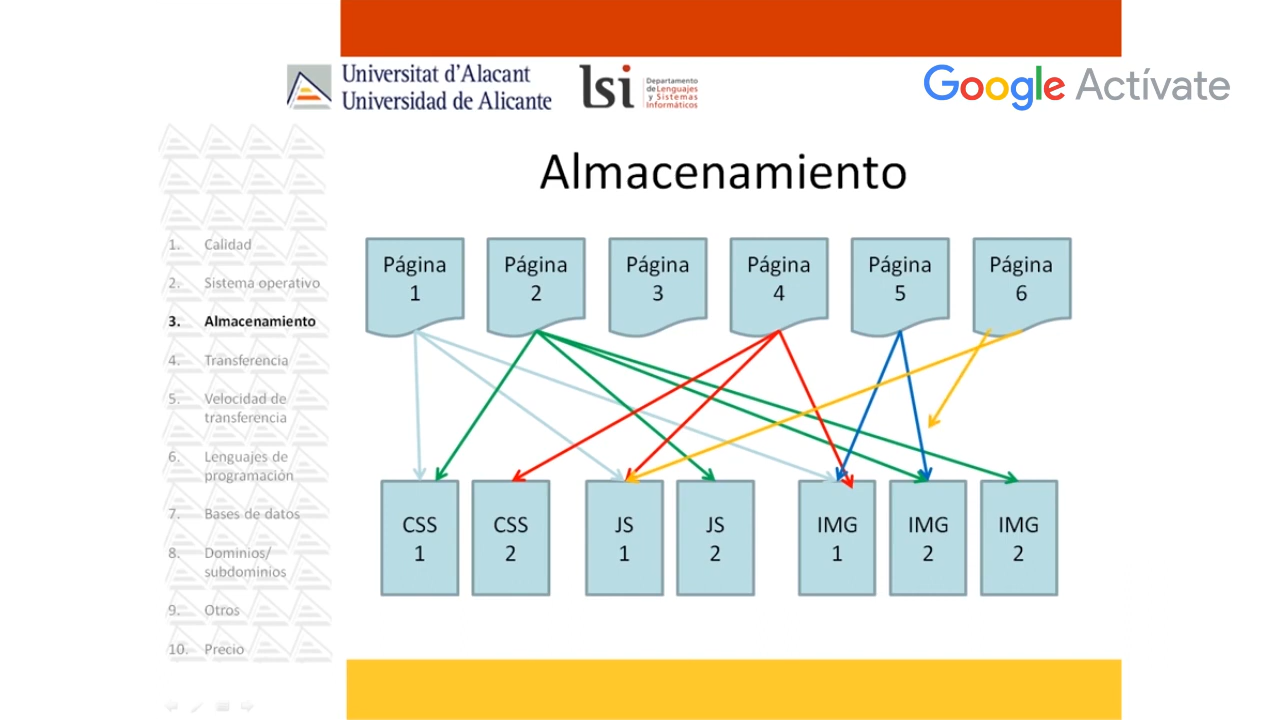 Universitat d'Alacant
Universidad de Alicante
lsi
Departamento
de Lenguajes
y Sistemas
Informáticos
Google Actívate
Almacenamiento
1. Calidad
2. Sistema operativo
3. Almacenamiento
4. Transferencia
5. Velocidad de
transferencia
6. Lenguajes de
programación
7. Bases de datos
8. Dominios/
subdominios
9. Otros
10. Precio
Página
1
Página
2
Página
3
Página
4
Página
5
Página
6
CSS
1
CSS
2
JS
1
JS
2
IMG
1
IMG
2
IMG
2